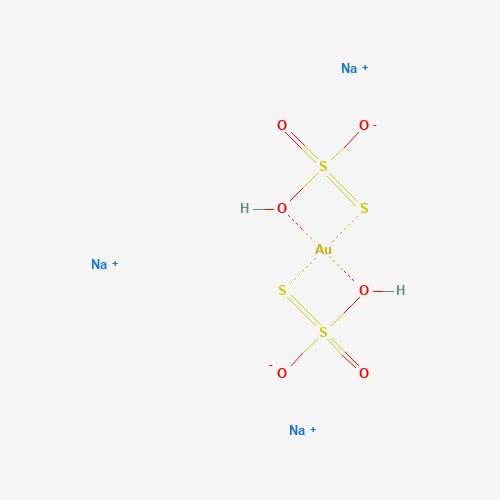 Na +
O O -
S
H O S
Au
S O H
S
- O O
Na +
Na +